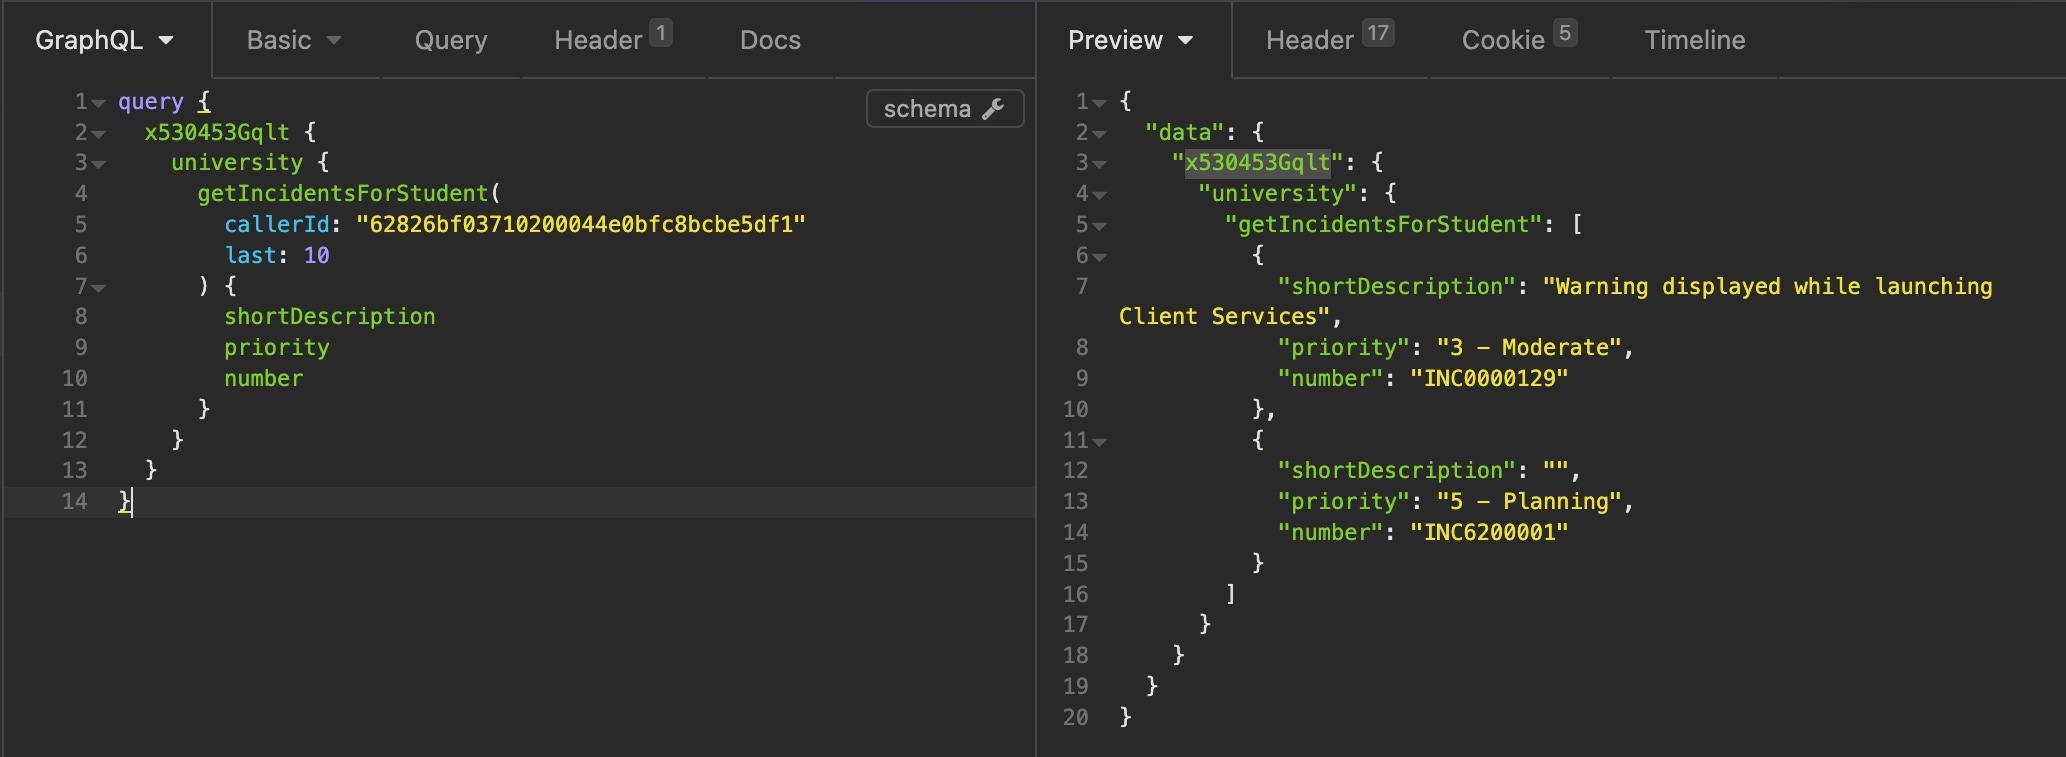 GraphQL Basic Query Header 1 Docs
schema
1 query {
2 x530453Gqlt {
3 university {
4 getIncidentsForStudent(
5 callerId: "62826bf03710200044e0bfc8bcbe5df1"
6 last: 10
7 ) {
8 shortDescription
9 priority
10 number
11 }
12 }
13 }
14 }
Preview Header 17 Cookie 5 Timeline
1 {
2 "data": {
3 "x530453Gqlt": {
4 "university": {
5 "getIncidentsForStudent": [
6 {
7 "shortDescription": "Warning displayed while launching
Client Services",
8 "priority": "3 – Moderate",
9 "number": "INC0000129"
10 },
11 {
12 "shortDescription": "",
13 "priority": "5 – Planning",
14 "number": "INC6200001"
15 }
16 ]
17 }
18 }
19 }
20 }